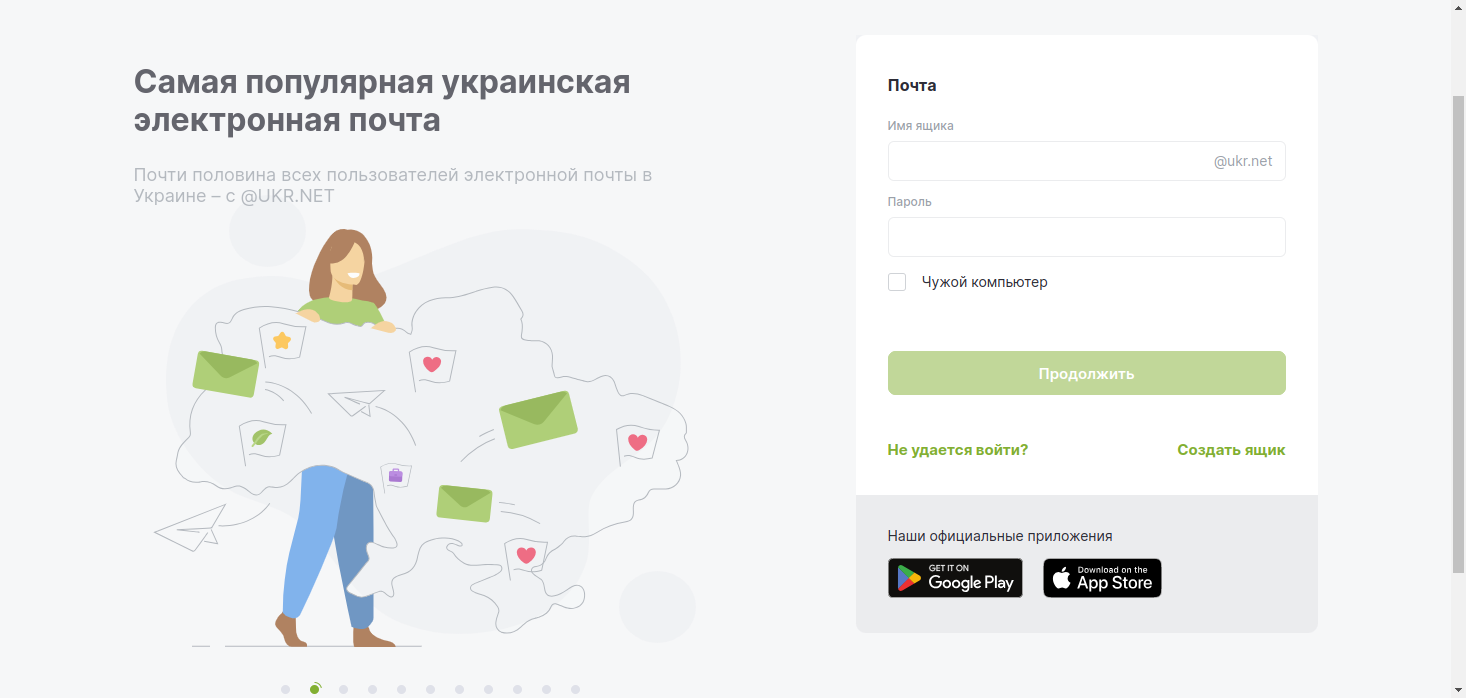 Самая популярная украинская
электронная почта
Почти половина всех пользователей электронной почты в
Украине – с @UKR.NET
Почта
Имя ящика
@ukr.net
Пароль
Чужой компьютер
Продолжить
Не удается войти?
Создать ящик
Наши официальные приложения
GET IT ON
Google Play
Download on the
App Store